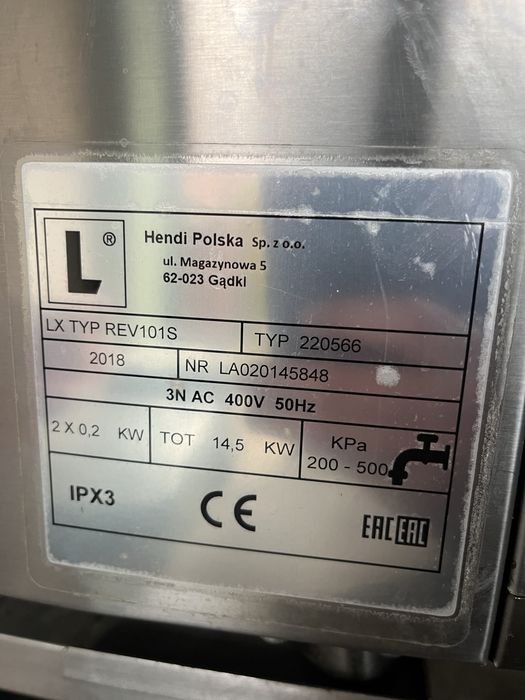 L ®
Hendi Polska Sp. z o.o.
ul. Magazynowa 5
62-023 Gądki
LX TYP REV101S TYP 220566
2018 NR LA020145848
3N AC 400V 50Hz
2 X 0,2 KW TOT 14,5 KW KPa
200 - 500
IPX3 CE EAC EAC